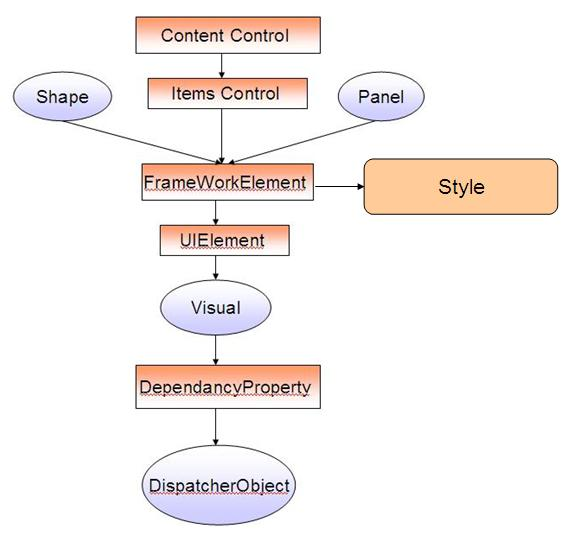 Content Control
Items Control
Shape
Panel
FrameWorkElement
Style
UIElement
Visual
DependancyProperty
DispatcherObject